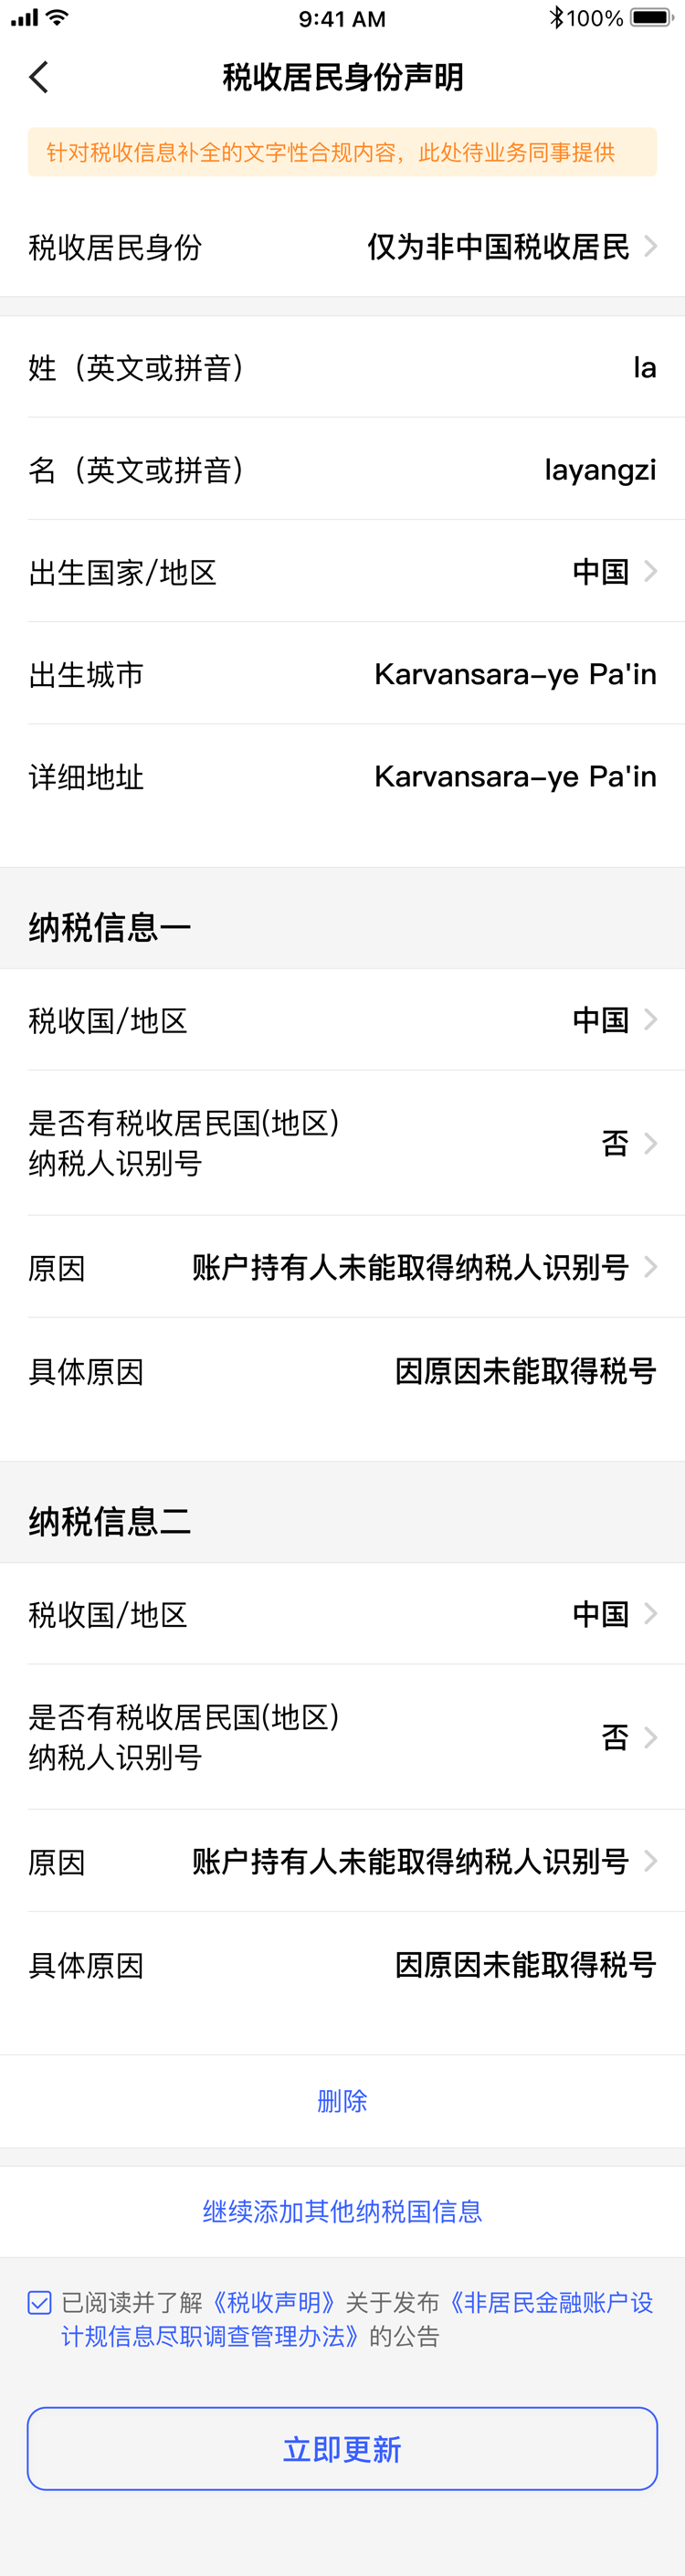 9:41 AM
100%
税收居民身份声明
针对税收信息补全的文字性合规内容，此处待业务同事提供
税收居民身份 仅为非中国税收居民
姓（英文或拼音） la
名（英文或拼音） layangzi
出生国家/地区 中国
出生城市 Karvansara-ye Pa'in
详细地址 Karvansara-ye Pa'in
纳税信息一
税收国/地区 中国
是否有税收居民国(地区)
纳税人识别号 否
原因 账户持有人未能取得纳税人识别号
具体原因 因原因未能取得税号
纳税信息二
税收国/地区 中国
是否有税收居民国(地区)
纳税人识别号 否
原因 账户持有人未能取得纳税人识别号
具体原因 因原因未能取得税号
删除
继续添加其他纳税国信息
已阅读并了解《税收声明》关于发布《非居民金融账户设
计规信息尽职调查管理办法》的公告
立即更新